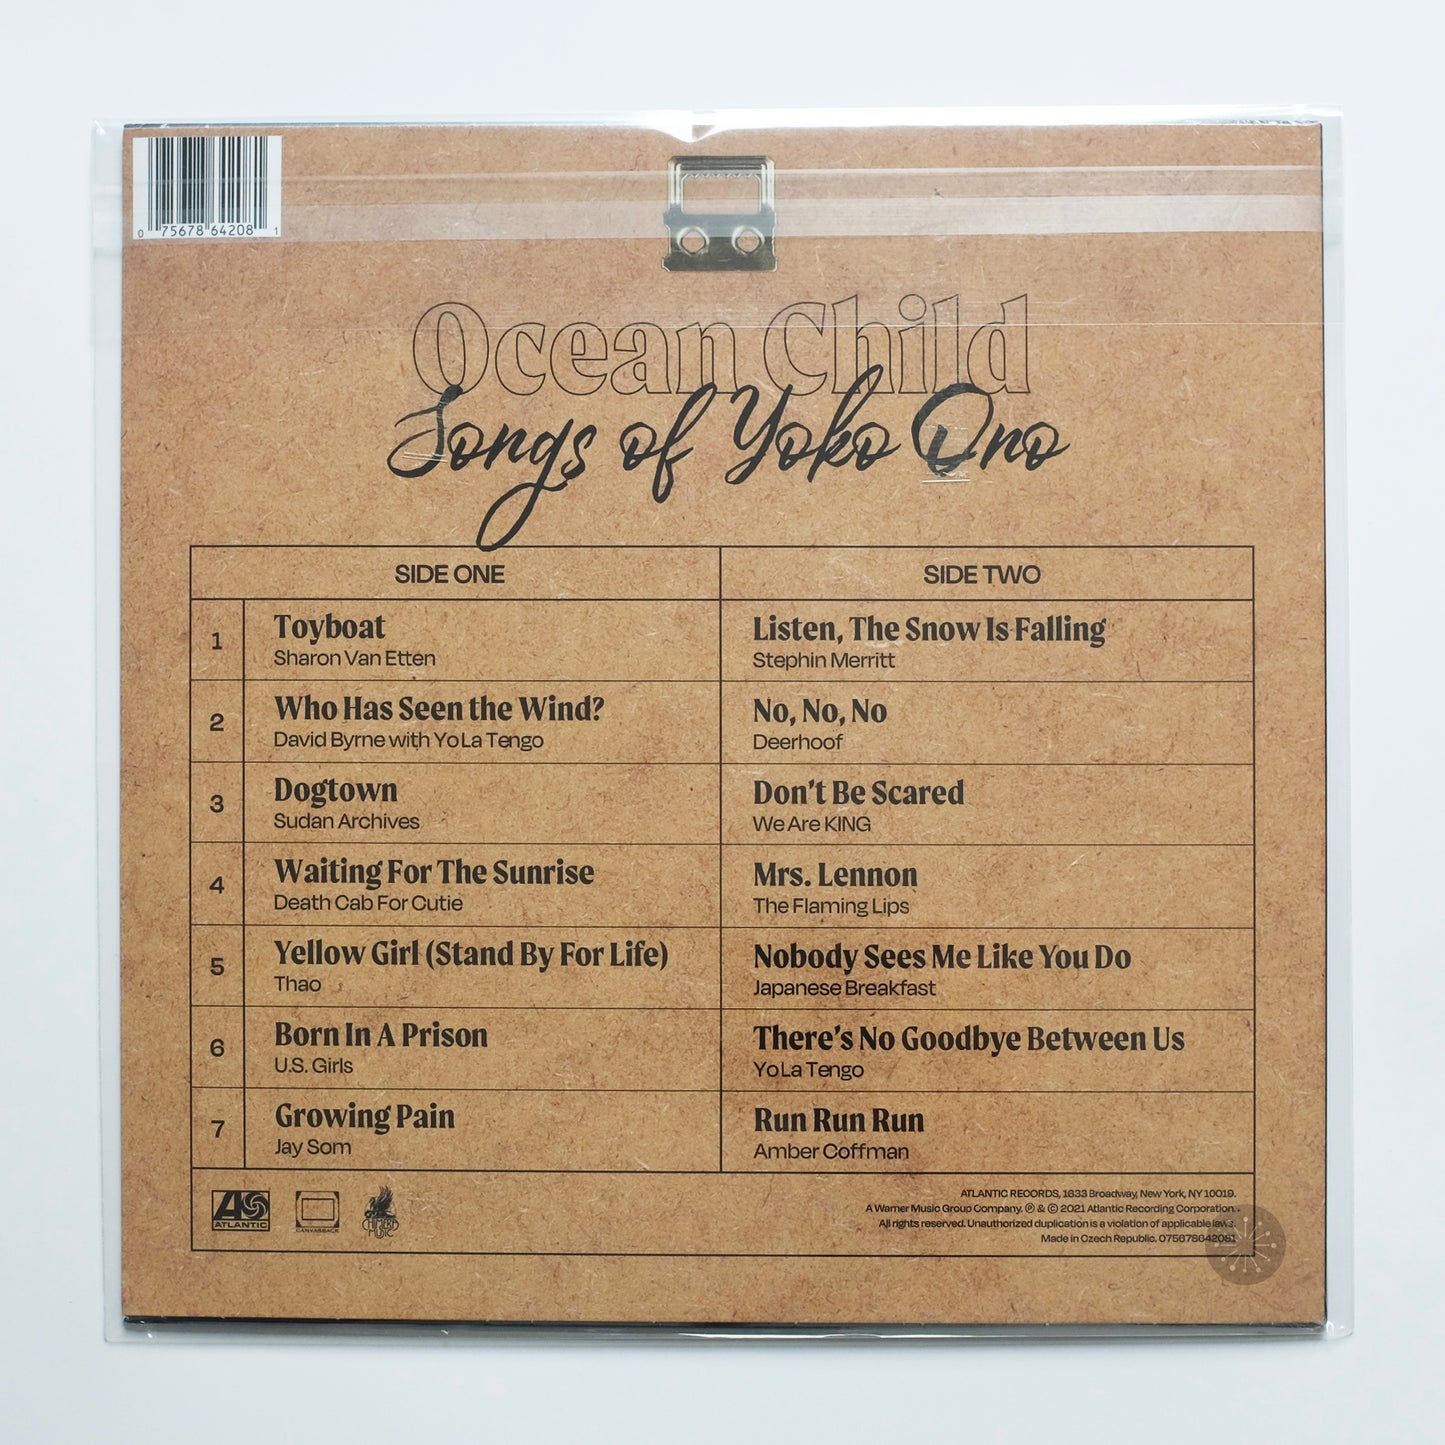 0 75678 64208 1
Ocean Child
Songs of Yoko Ono
SIDE ONE
1
Toyboat
Sharon Van Etten
2
Who Has Seen the Wind?
David Byrne with Yo La Tengo
3
Dogtown
Sudan Archives
4
Waiting For The Sunrise
Death Cab For Cutie
5
Yellow Girl (Stand By For Life)
Thao
6
Born In A Prison
U.S. Girls
7
Growing Pain
Jay Som
SIDE TWO
Listen, The Snow Is Falling
Stephin Merritt
No, No, No
Deerhoof
Don't Be Scared
We Are KING
Mrs. Lennon
The Flaming Lips
Nobody Sees Me Like You Do
Japanese Breakfast
There's No Goodbye Between Us
Yo La Tengo
Run Run Run
Amber Coffman
ATLANTIC
CANVASBACK
CHIMERA
MUSIC
ATLANTIC RECORDS, 1633 Broadway, New York, NY 10019.
A Warner Music Group Company. ℗ & © 2021 Atlantic Recording Corporation.
All rights reserved. Unauthorized duplication is a violation of applicable laws.
Made in Czech Republic. 075678642081